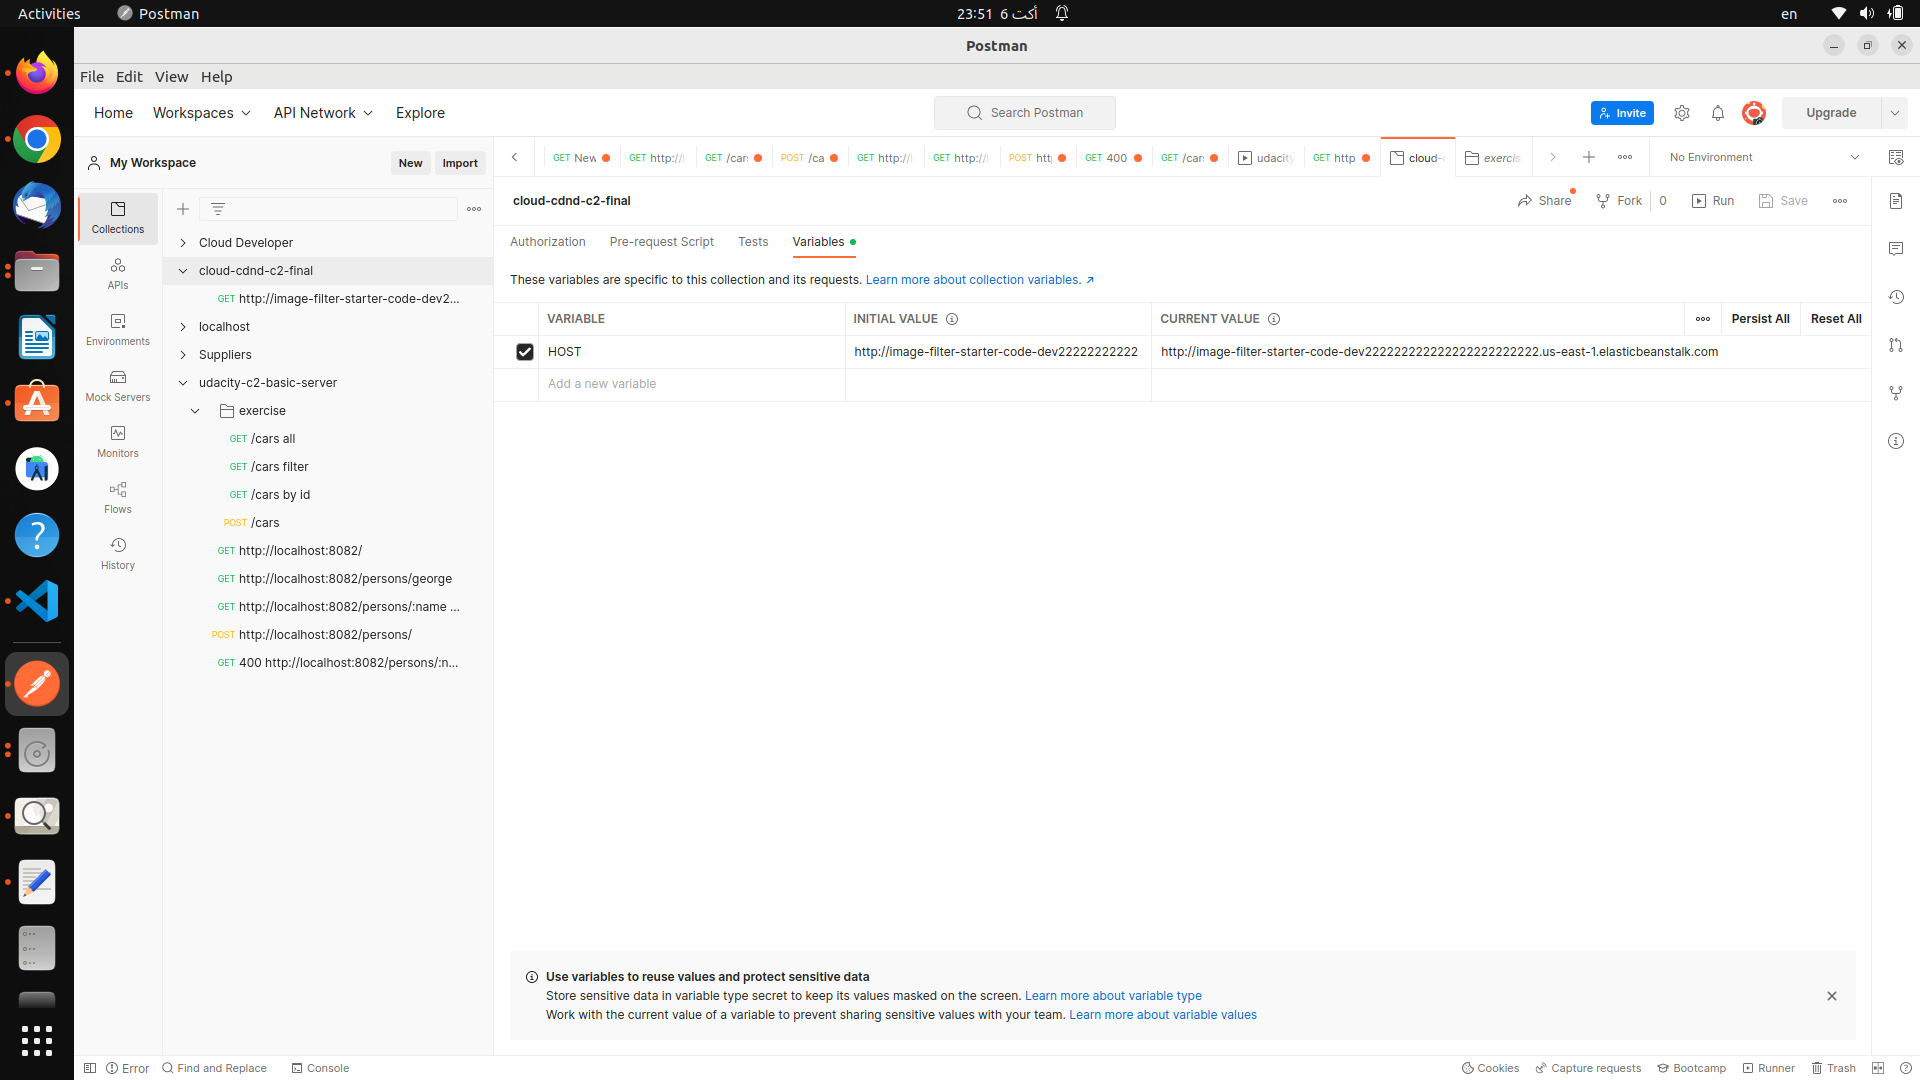 Activities
Postman
23:51 6 أكت
en
Postman
File Edit View Help
Home
Workspaces
API Network
Explore
Search Postman
Invite
Upgrade
My Workspace
New
Import
GET New
GET http://
GET /car
POST /ca
GET http://
GET http://
POST htt
GET 400
GET /car
udacity
GET http
cloud-
exercis
No Environment
Collections
APIs
Environments
Mock Servers
Monitors
Flows
History
Cloud Developer
cloud-cdnd-c2-final
GET http://image-filter-starter-code-dev2...
localhost
Suppliers
udacity-c2-basic-server
exercise
GET /cars all
GET /cars filter
GET /cars by id
POST /cars
GET http://localhost:8082/
GET http://localhost:8082/persons/george
GET http://localhost:8082/persons/:name ...
POST http://localhost:8082/persons/
GET 400 http://localhost:8082/persons/:n...
cloud-cdnd-c2-final
Share
Fork 0
Run
Save
Authorization
Pre-request Script
Tests
Variables
These variables are specific to this collection and its requests. Learn more about collection variables. ↗
VARIABLE
INITIAL VALUE
CURRENT VALUE
Persist All
Reset All
HOST
http://image-filter-starter-code-dev22222222222
Add a new variable
Use variables to reuse values and protect sensitive data
Store sensitive data in variable type secret to keep its values masked on the screen. Learn more about variable type
Work with the current value of a variable to prevent sharing sensitive values with your team. Learn more about variable values
Error
Find and Replace
Console
Cookies
Capture requests
Bootcamp
Runner
Trash